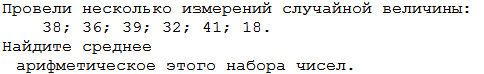 Провели несколько измерений случайной величины:
38; 36; 39; 32; 41; 18.
Найдите среднее
арифметическое этого набора чисел.